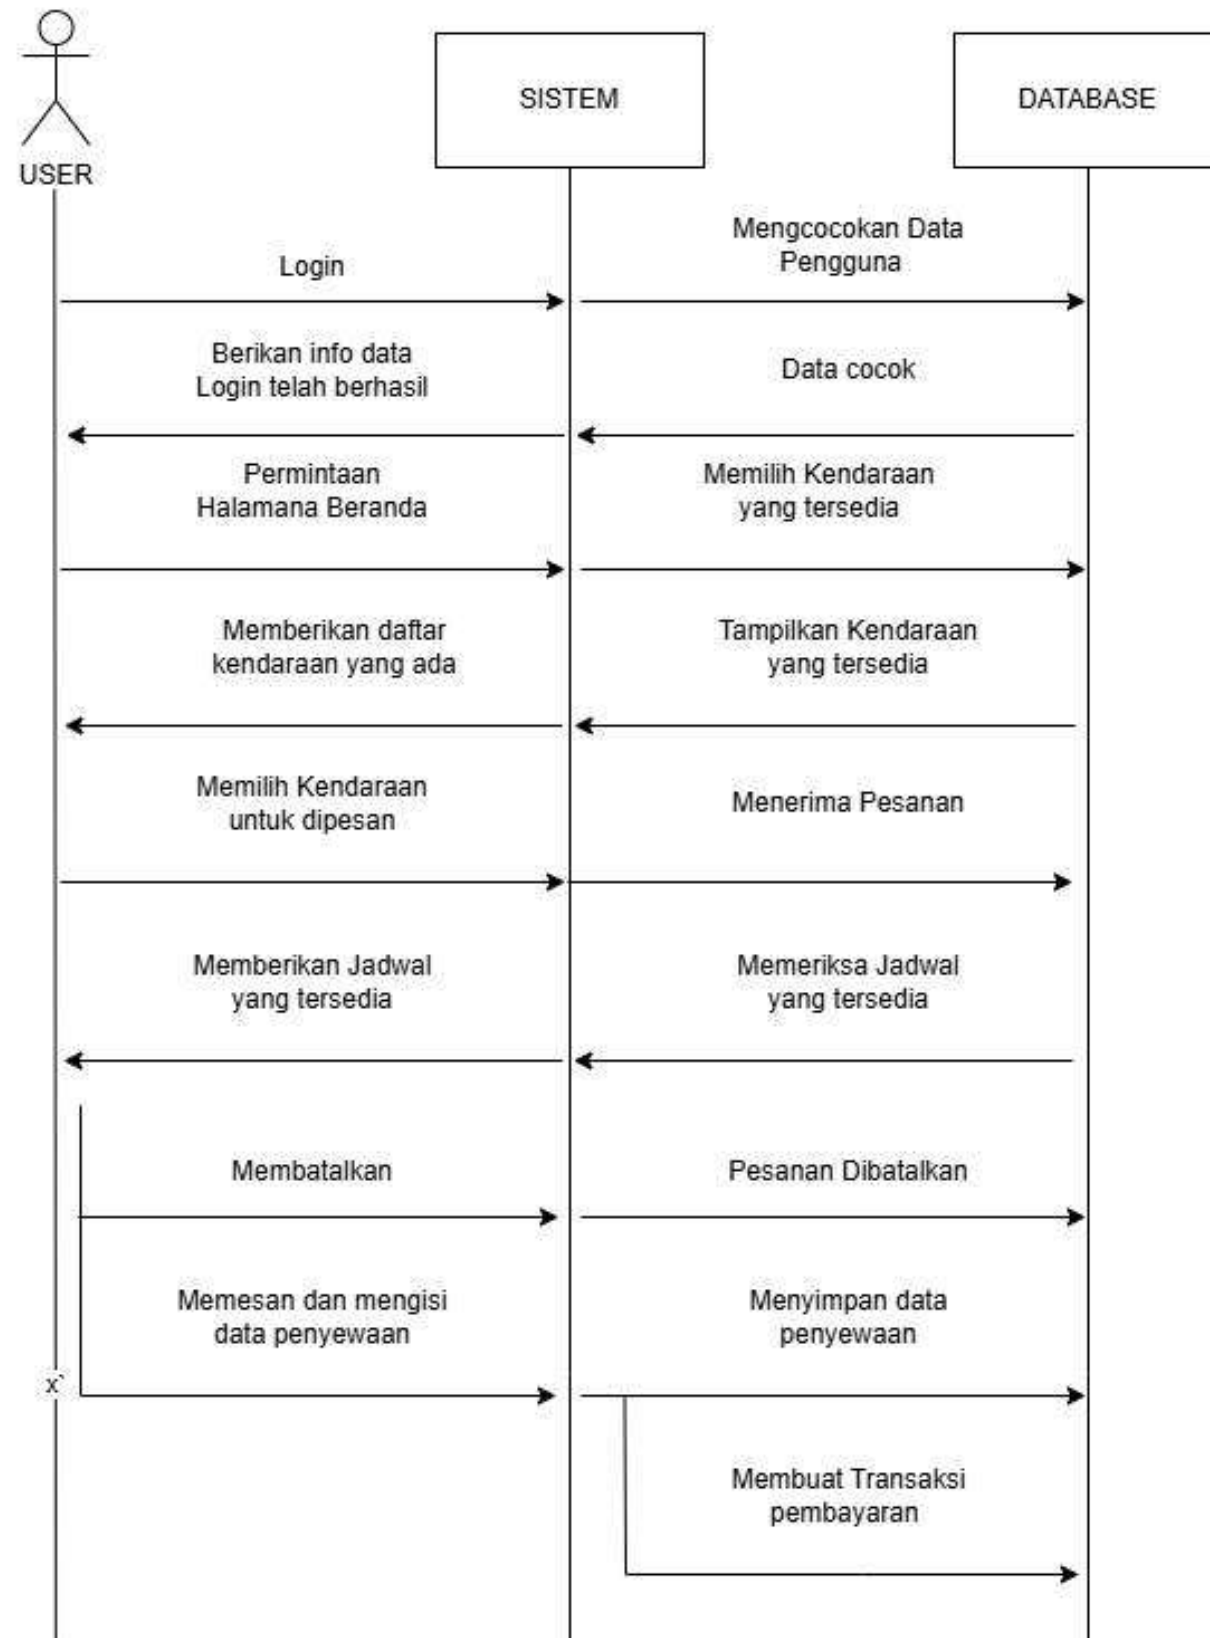 USER
SISTEM
DATABASE
Login
Mengcocokan Data
Pengguna
Berikan info data
Login telah berhasil
Data cocok
Permintaan
Halamana Beranda
Memilih Kendaraan
yang tersedia
Memberikan daftar
kendaraan yang ada
Tampilkan Kendaraan
yang tersedia
Memilih Kendaraan
untuk dipesan
Menerima Pesanan
Memberikan Jadwal
yang tersedia
Memeriksa Jadwal
yang tersedia
Membatalkan
Pesanan Dibatalkan
Memesan dan mengisi
data penyewaan
Menyimpan data
penyewaan
x`
Membuat Transaksi
pembayaran